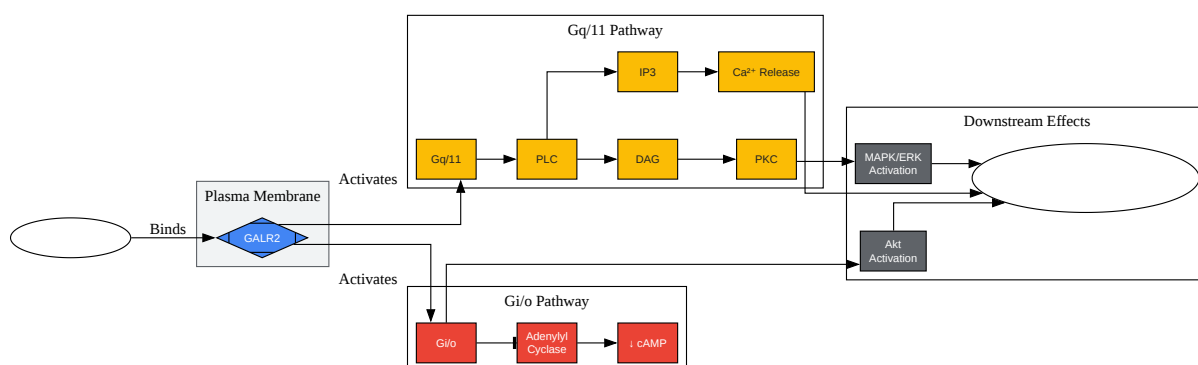 Gq/11 Pathway
IP3
Ca²⁺ Release
Downstream Effects
Gq/11
PLC
DAG
PKC
MAPK/ERK
Activation
Activates
Plasma Membrane
Binds
GALR2
Akt
Activation
Activates
Gi/o Pathway
Gi/o
Adenylyl
Cyclase
↓ cAMP